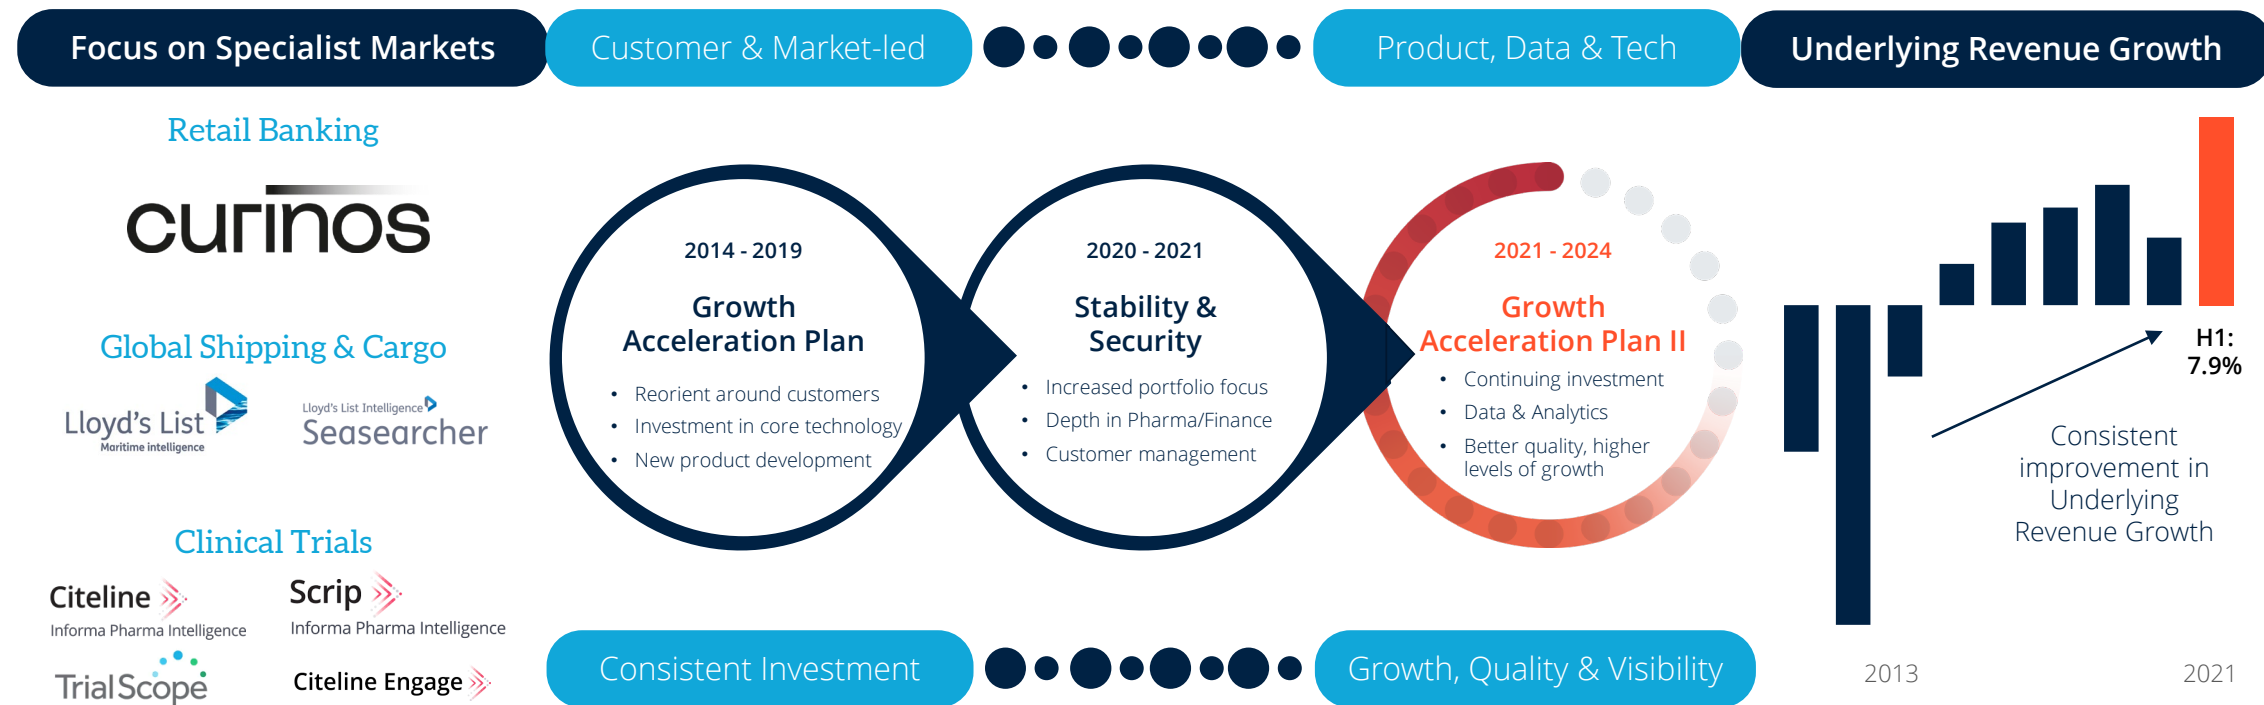 Focus on Specialist Markets
Customer & Market-led
Product, Data & Tech
Underlying Revenue Growth
Retail Banking
curinos
Global Shipping & Cargo
Lloyd's List
Maritime intelligence
Lloyd's List Intelligence
Seasearcher
Clinical Trials
Citeline
Informa Pharma Intelligence
Scrip
Informa Pharma Intelligence
TrialScope
Citeline Engage
2014 - 2019
Growth
Acceleration Plan
• Reorient around customers
• Investment in core technology
• New product development
2020 - 2021
Stability &
Security
• Increased portfolio focus
• Depth in Pharma/Finance
• Customer management
2021 - 2024
Growth
Acceleration Plan II
• Continuing investment
• Data & Analytics
• Better quality, higher
levels of growth
Consistent Investment
Growth, Quality & Visibility
H1:
7.9%
Consistent
improvement in
Underlying
Revenue Growth
2013
2021